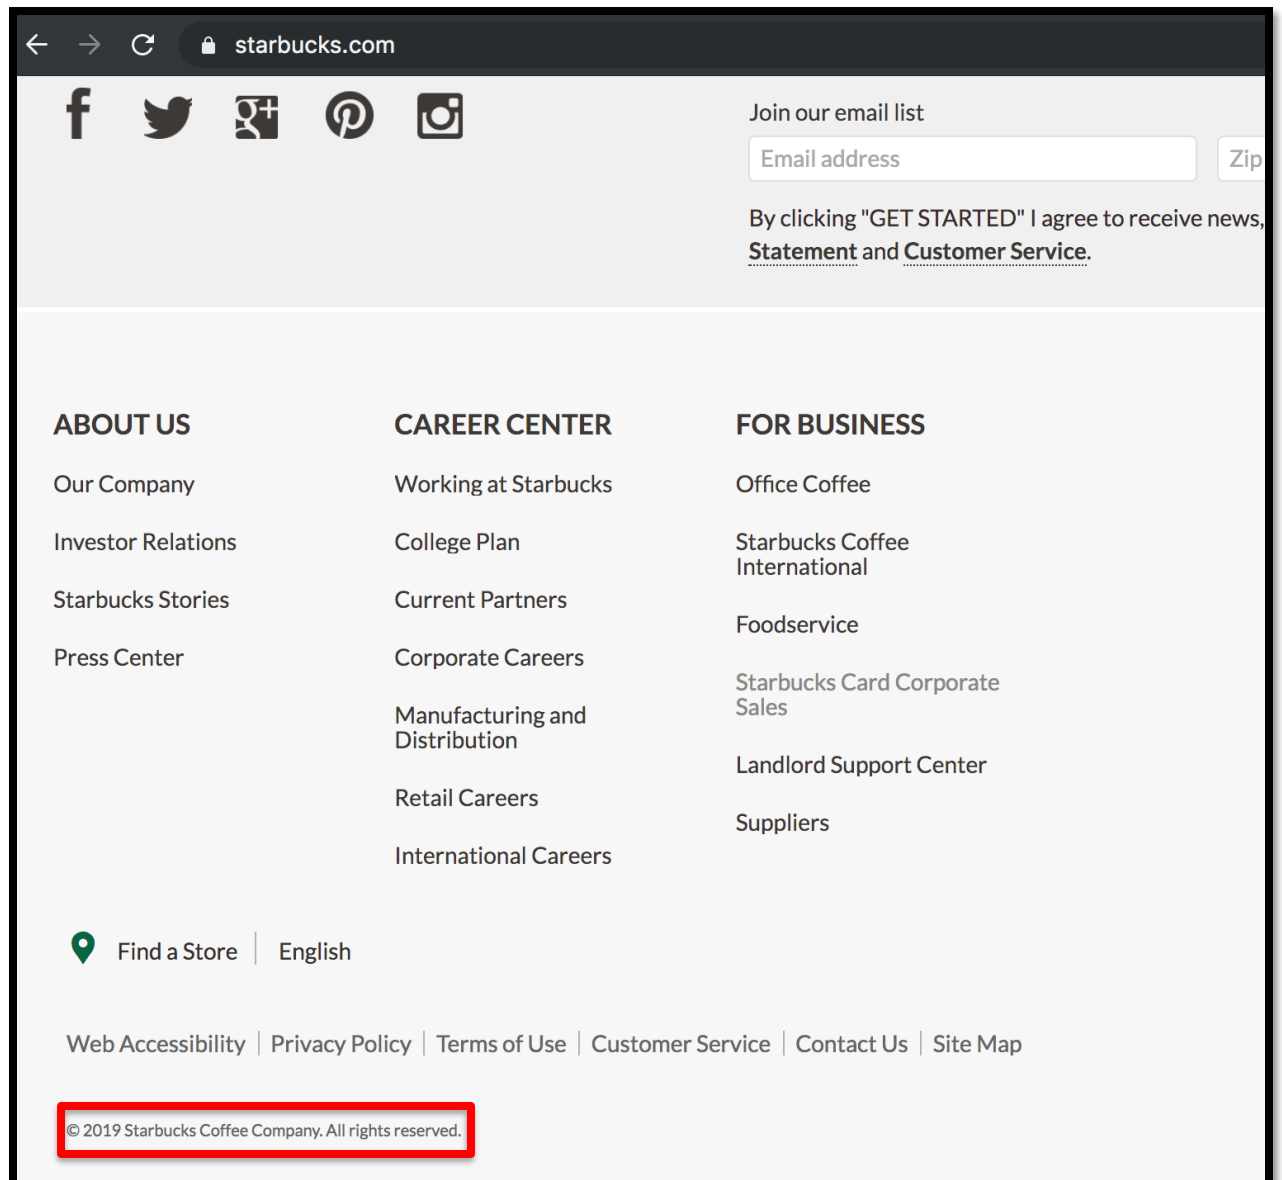 starbucks.com
Join our email list
Email address
Zip
By clicking "GET STARTED" I agree to receive news,
Statement and Customer Service.
ABOUT US
Our Company
Investor Relations
Starbucks Stories
Press Center
CAREER CENTER
Working at Starbucks
College Plan
Current Partners
Corporate Careers
Manufacturing and
Distribution
Retail Careers
International Careers
FOR BUSINESS
Office Coffee
Starbucks Coffee
International
Foodservice
Starbucks Card Corporate
Sales
Landlord Support Center
Suppliers
Find a Store | English
Web Accessibility | Privacy Policy | Terms of Use | Customer Service | Contact Us | Site Map
© 2019 Starbucks Coffee Company. All rights reserved.